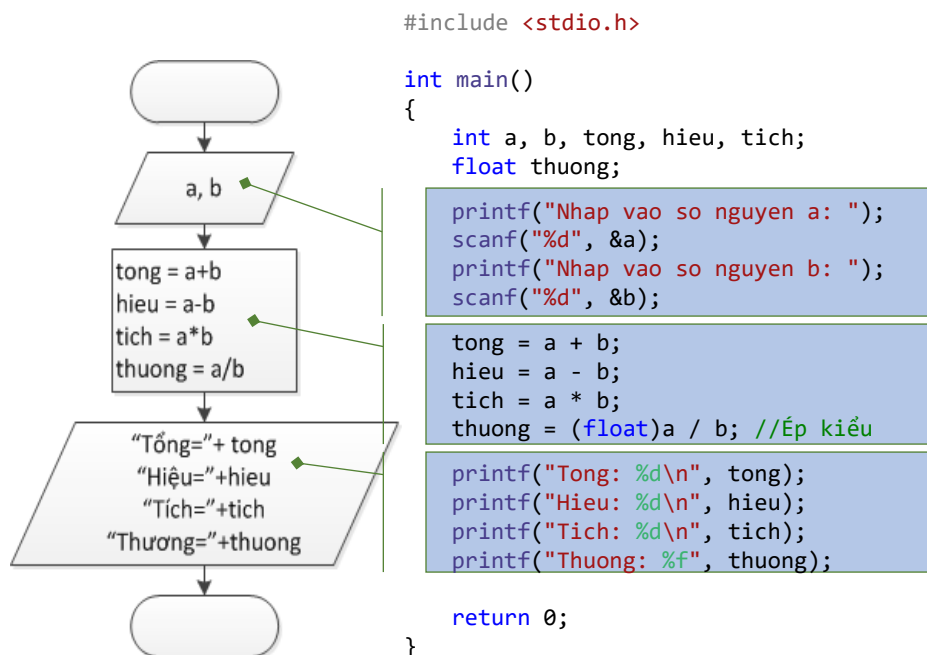 a, b
tong = a+b
hieu = a-b
tich = a*b
thuong = a/b
“Tổng=”+ tong
“Hiệu=”+hieu
“Tích=”+tich
“Thương=”+thuong
#include <stdio.h>
int main()
{
int a, b, tong, hieu, tich;
float thuong;
printf("Nhap vao so nguyen a: ");
scanf("%d", &a);
printf("Nhap vao so nguyen b: ");
scanf("%d", &b);
tong = a + b;
hieu = a - b;
tich = a * b;
thuong = (float)a / b; //Ép kiểu
printf("Tong: %d\n", tong);
printf("Hieu: %d\n", hieu);
printf("Tich: %d\n", tich);
printf("Thuong: %f", thuong);
return 0;
}